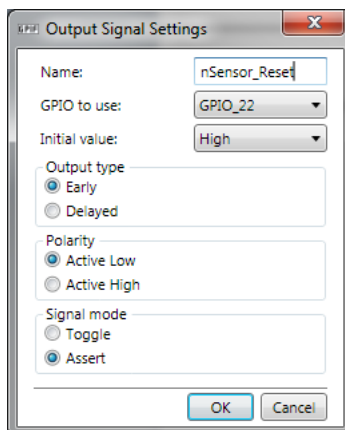 Output Signal Settings
Name: nSensor_Reset
GPIO to use: GPIO_22
Initial value: High
Output type
Early
Delayed
Polarity
Active Low
Active High
Signal mode
Toggle
Assert
OK Cancel